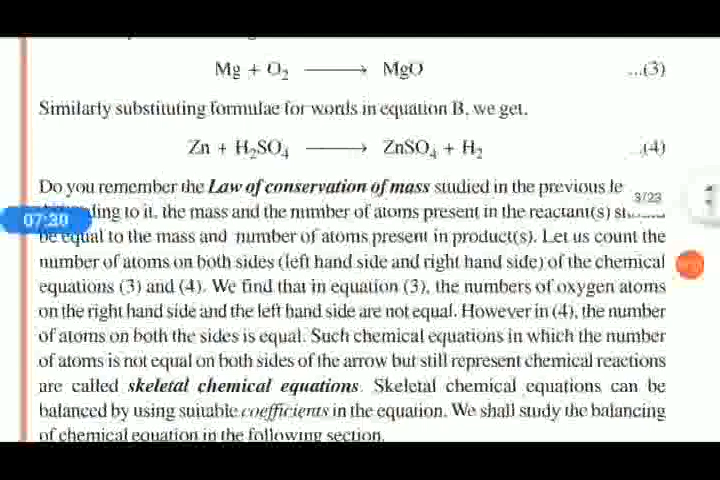 Mg + O₂ ⟶ MgO ...(3)
Similarly substituting formulae for words in equation B, we get,
Zn + H₂SO₄ ⟶ ZnSO₄ + H₂ ...(4)
Do you remember the Law of conservation of mass studied in the previous le
3/23
07:20
ding to it, the mass and the number of atoms present in the reactant(s)
be equal to the mass and number of atoms present in product(s). Let us count the
number of atoms on both sides (left hand side and right hand side) of the chemical
equations (3) and (4). We find that in equation (3), the numbers of oxygen atoms
on the right hand side and the left hand side are not equal. However in (4), the number
of atoms on both the sides is equal. Such chemical equations in which the number
of atoms is not equal on both sides of the arrow but still represent chemical reactions
are called skeletal chemical equations. Skeletal chemical equations can be
balanced by using suitable coefficients in the equation. We shall study the balancing
of chemical equation in the following section.